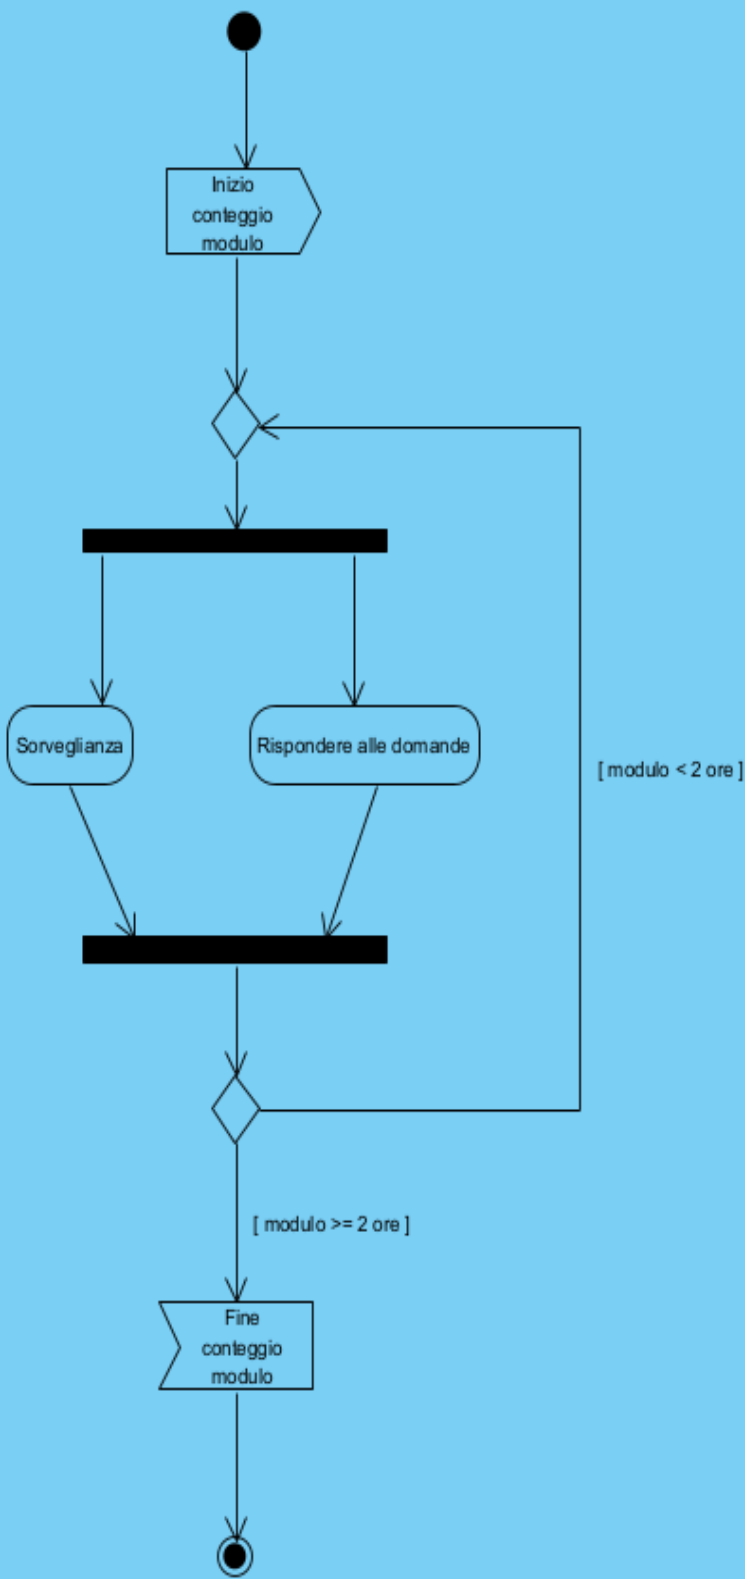 Inizio
conteggio
modulo
Sorveglianza
Rispondere alle domande
[ modulo < 2 ore ]
[ modulo >= 2 ore ]
Fine
conteggio
modulo